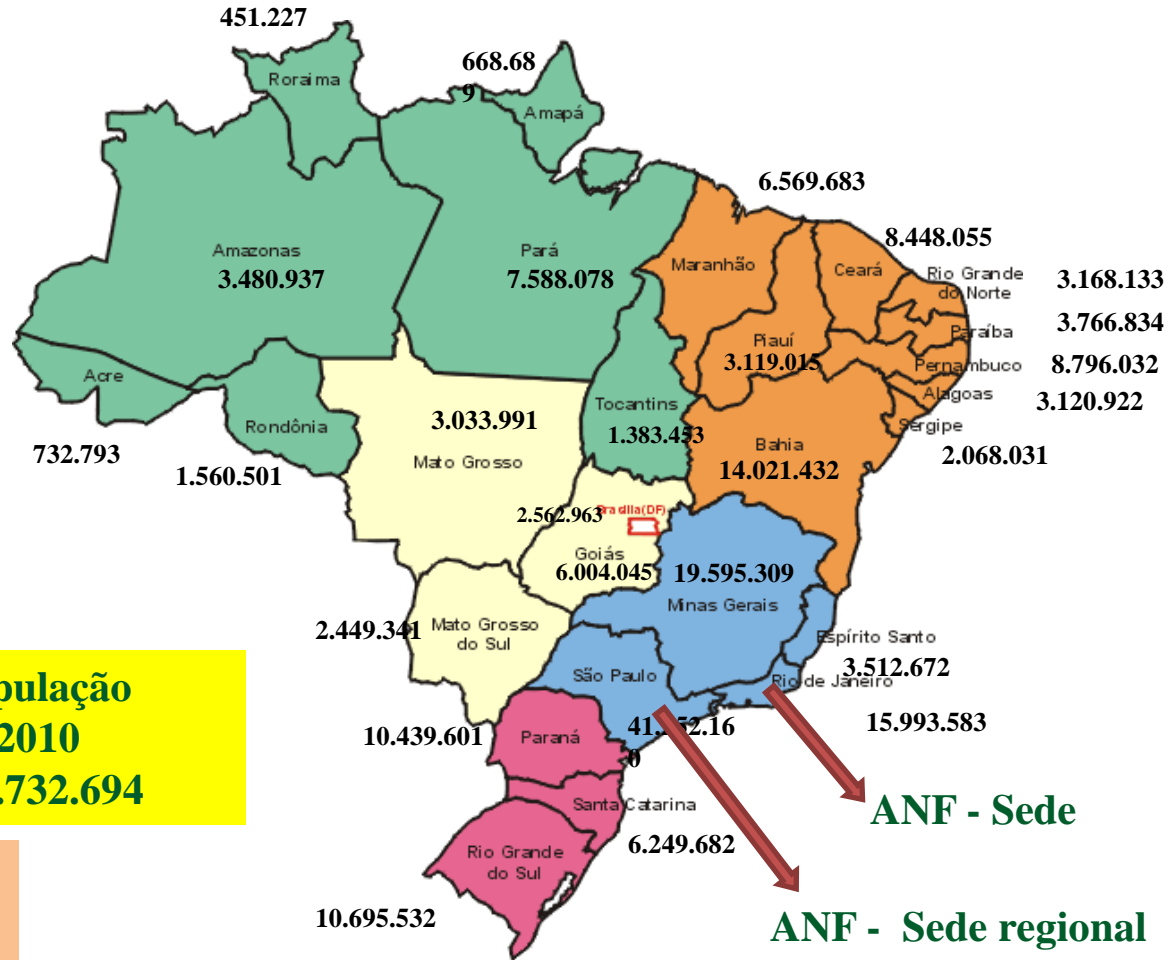 451.227
Roraima
668.68
9
Amapá
6.569.683
Amazonas
3.480.937
Pará
7.588.078
Maranhão
8.448.055
Ceará
Rio Grande
do Norte
3.168.133
Paraíba
3.766.834
Piauí
3.119.015
Pernambuco
8.796.032
Alagoas
3.120.922
Sergipe
2.068.031
Acre
732.793
Rondônia
1.560.501
3.033.991
Mato Grosso
Tocantins
1.383.453
Bahia
14.021.432
2.562.963
Brasília(DF)
Goiás
6.004.045
19.595.309
Minas Gerais
Espírito Santo
3.512.672
2.449.341
Mato Grosso
do Sul
São Paulo
Rio de Janeiro
15.993.583
pulação
2010
.732.694
10.439.601
Paraná
0
Santa Catarina
6.249.682
ANF - Sede
Rio Grande
do Sul
10.695.532
ANF - Sede regional